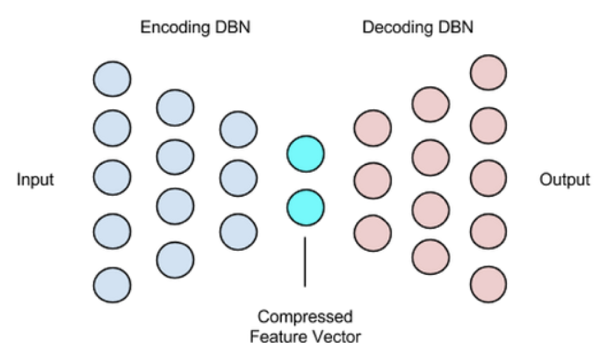 Encoding DBN
Decoding DBN
Input
Output
Compressed
Feature Vector